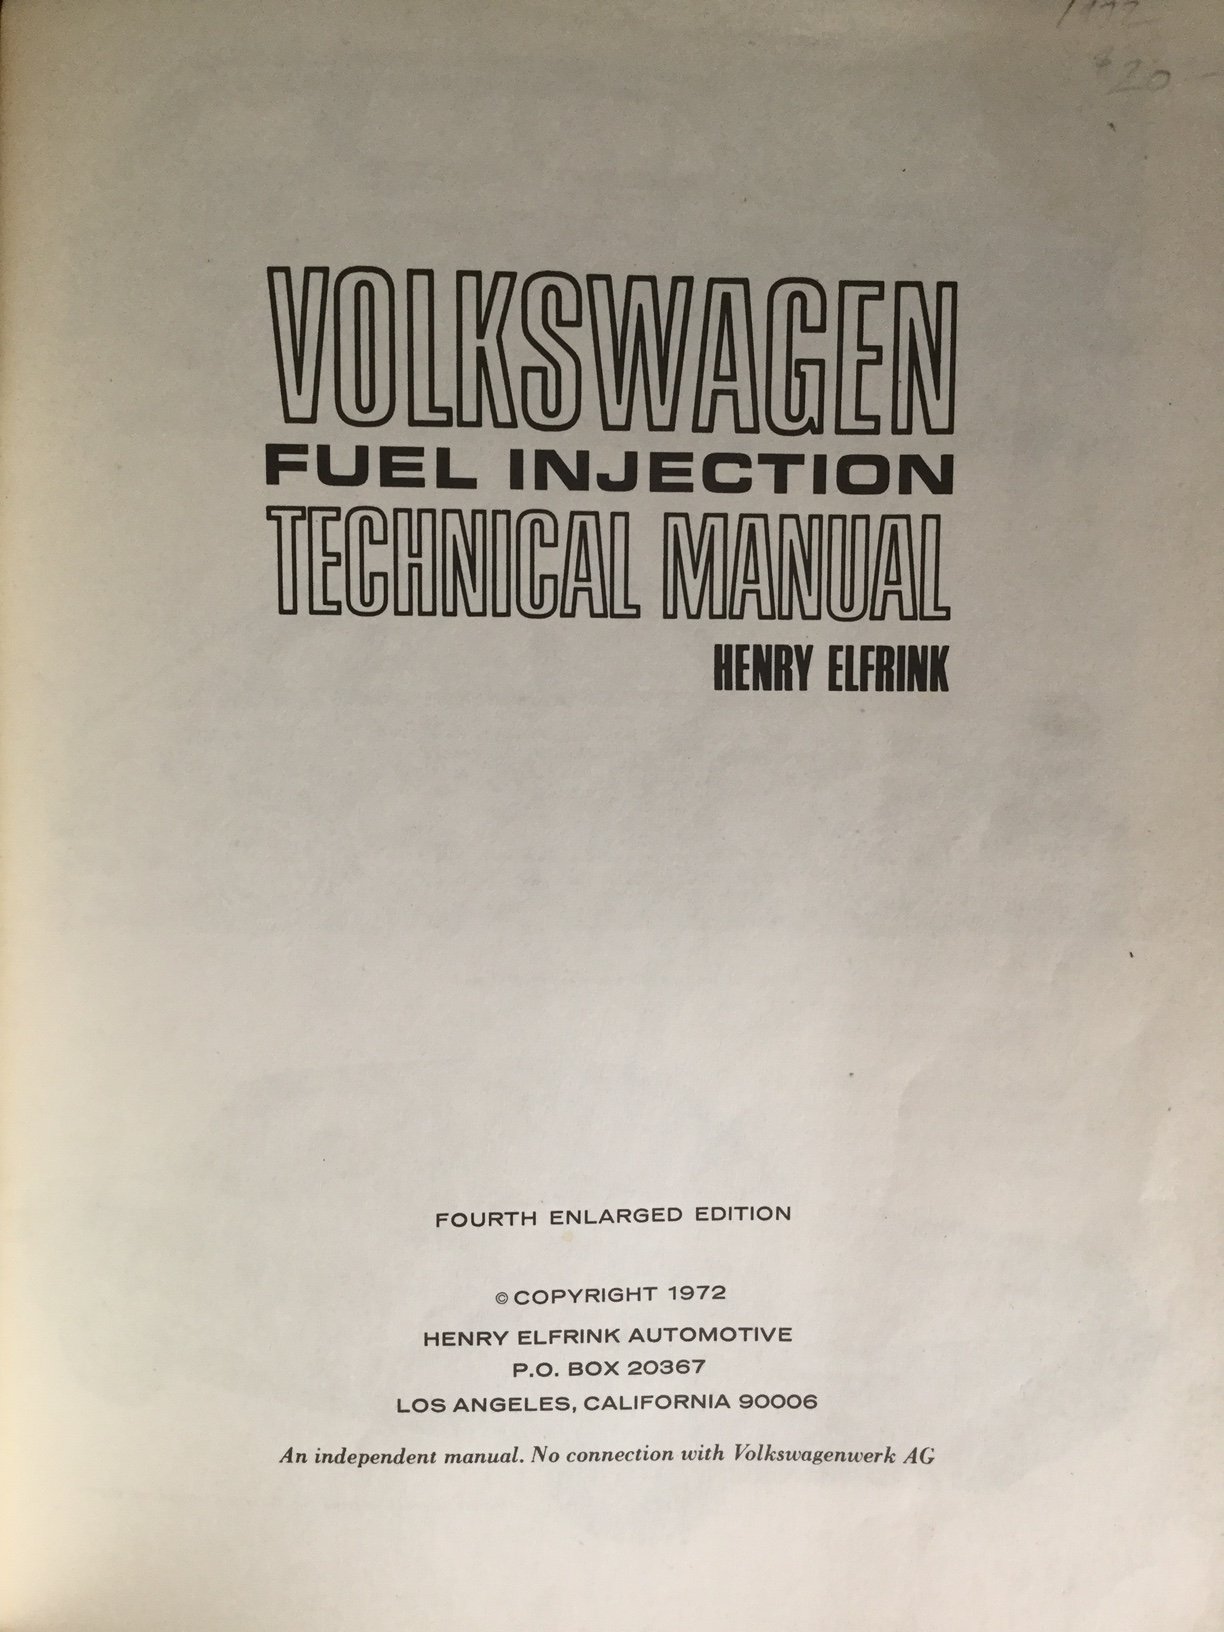 $20
VOLKSWAGEN
FUEL INJECTION
TECHNICAL MANUAL
HENRY ELFRINK
FOURTH ENLARGED EDITION
© COPYRIGHT 1972
HENRY ELFRINK AUTOMOTIVE
P.O. BOX 20367
LOS ANGELES, CALIFORNIA 90006
An independent manual. No connection with Volkswagenwerk AG